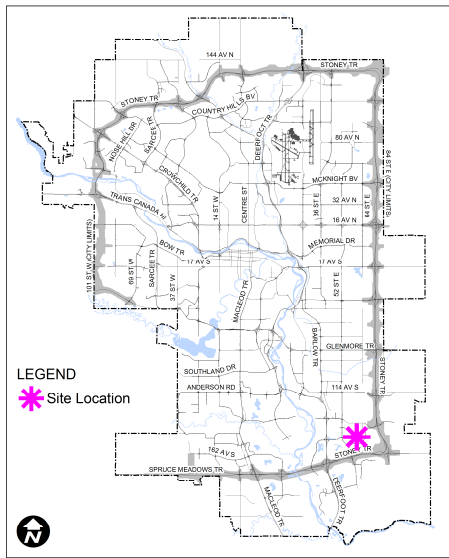 144 AV N
STONEY TR
STONEY TR
COUNTRY HILLS BV
NOSE HILL DR
SARCEE TR
DEERFOOT TR
80 AV N
CROWCHILD TR
MCKNIGHT BV
84 ST E (CITY LIMITS)
TRANS CANADA
14 ST W
CENTRE ST
36 ST E
32 AV N
44 ST E
16 AV N
BOW TR
MEMORIAL DR
17 AV S
17 AV S
101 ST W (CITY LIMITS)
69 ST W
SARCEE TR
37 ST W
MACLEOD TR
52 ST E
BARLOW TR
GLENMORE TR
STONEY TR
SOUTHLAND DR
LEGEND
ANDERSON RD
114 AV S
Site Location
162 AV S
STONEY TR
SPRUCE MEADOWS TR
MACLEOD TR
DEERFOOT TR
N